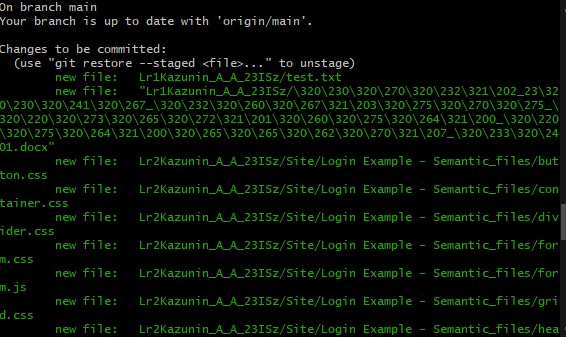 On branch main
Your branch is up to date with 'origin/main'.
Changes to be committed:
(use "git restore --staged <file>..." to unstage)
new file: Lr1Kazunin_A_A_23ISz/test.txt
new file: "Lr1Kazunin_A_A_23ISz/\320\230\320\270\320\232\321\202_23\32
0\230\320\241\320\267_\320\232\320\260\320\267\321\203\320\275\320\270\320\275_\
320\220\320\273\320\265\320\272\321\201\320\260\320\275\320\264\321\200_\320\220
\320\275\320\264\321\200\320\265\320\265\320\262\320\270\321\207_\320\233\320\24
01.docx"
new file: Lr2Kazunin_A_A_23ISz/Site/Login Example - Semantic_files/but
ton.css
new file: Lr2Kazunin_A_A_23ISz/Site/Login Example - Semantic_files/con
tainer.css
new file: Lr2Kazunin_A_A_23ISz/Site/Login Example - Semantic_files/div
ider.css
new file: Lr2Kazunin_A_A_23ISz/Site/Login Example - Semantic_files/for
m.css
new file: Lr2Kazunin_A_A_23ISz/Site/Login Example - Semantic_files/for
m.js
new file: Lr2Kazunin_A_A_23ISz/Site/Login Example - Semantic_files/gri
d.css
new file: Lr2Kazunin_A_A_23ISz/Site/Login Example - Semantic_files/hea